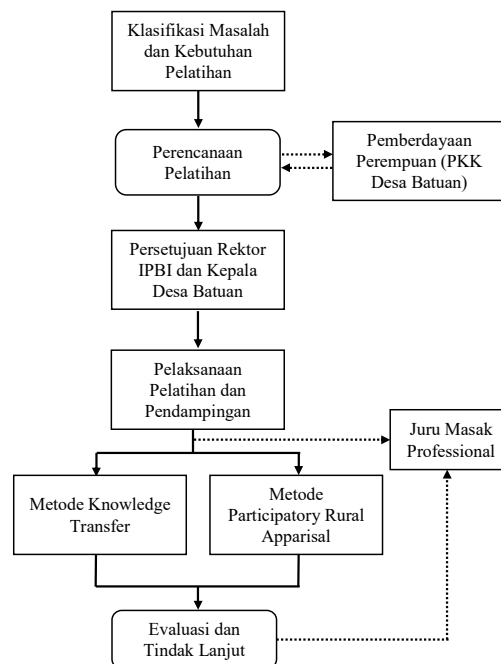 Klasifikasi Masalah
dan Kebutuhan
Pelatihan
Perencanaan
Pelatihan
Pemberdayaan
Perempuan (PKK
Desa Batuan)
Persetujuan Rektor
IPBI dan Kepala
Desa Batuan
Pelaksanaan
Pelatihan dan
Pendampingan
Juru Masak
Professional
Metode Knowledge
Transfer
Metode
Participatory Rural
Apparisal
Evaluasi dan
Tindak Lanjut